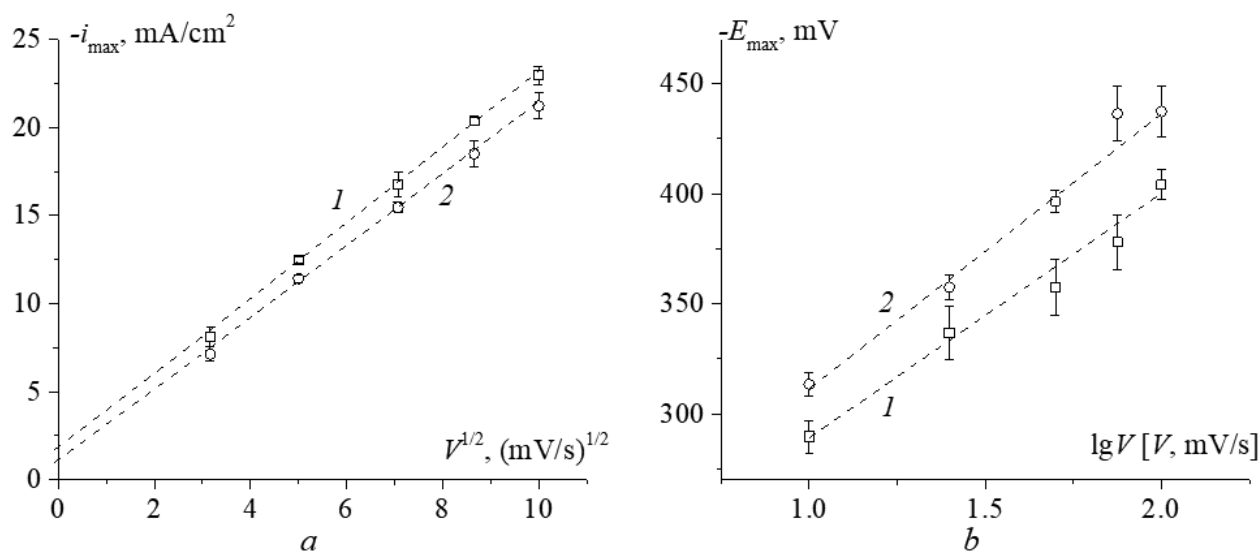 -i_max, mA/cm²
25
20
15
10
5
0
1
2
V^1/2, (mV/s)^1/2
0 2 4 6 8 10
a
-E_max, mV
450
400
350
300
2
1
lgV [V, mV/s]
1.0 1.5 2.0
b